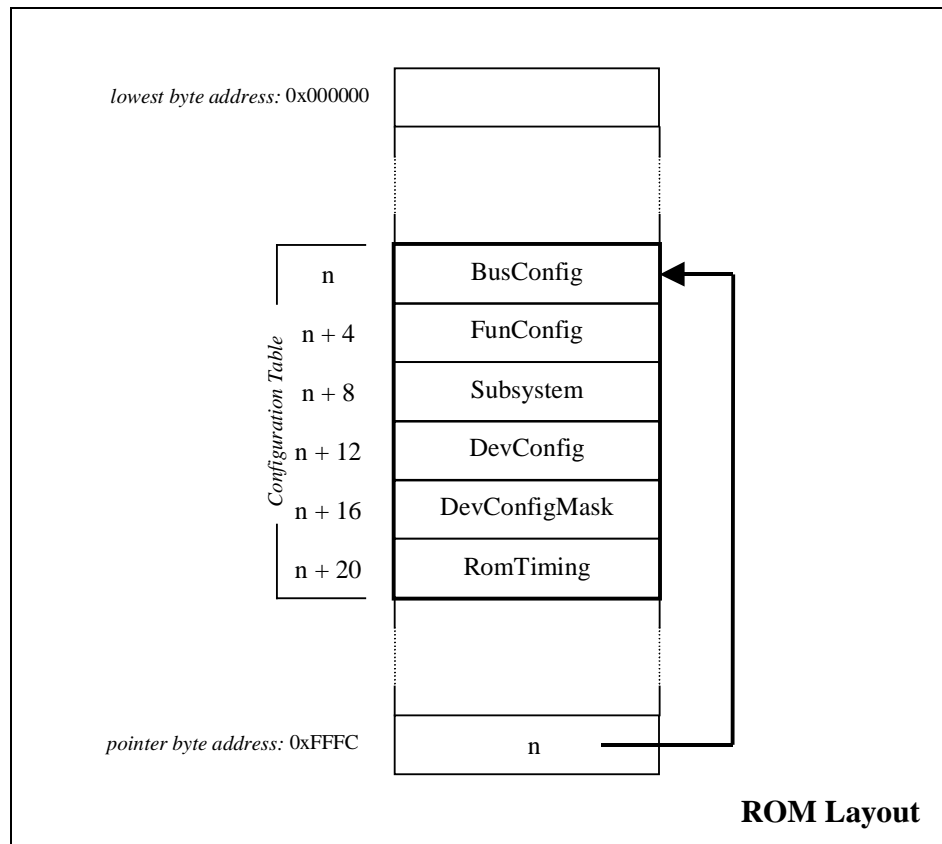 lowest byte address: 0x000000
Configuration Table
n BusConfig
n + 4 FunConfig
n + 8 Subsystem
n + 12 DevConfig
n + 16 DevConfigMask
n + 20 RomTiming
pointer byte address: 0xFFFC n
ROM Layout